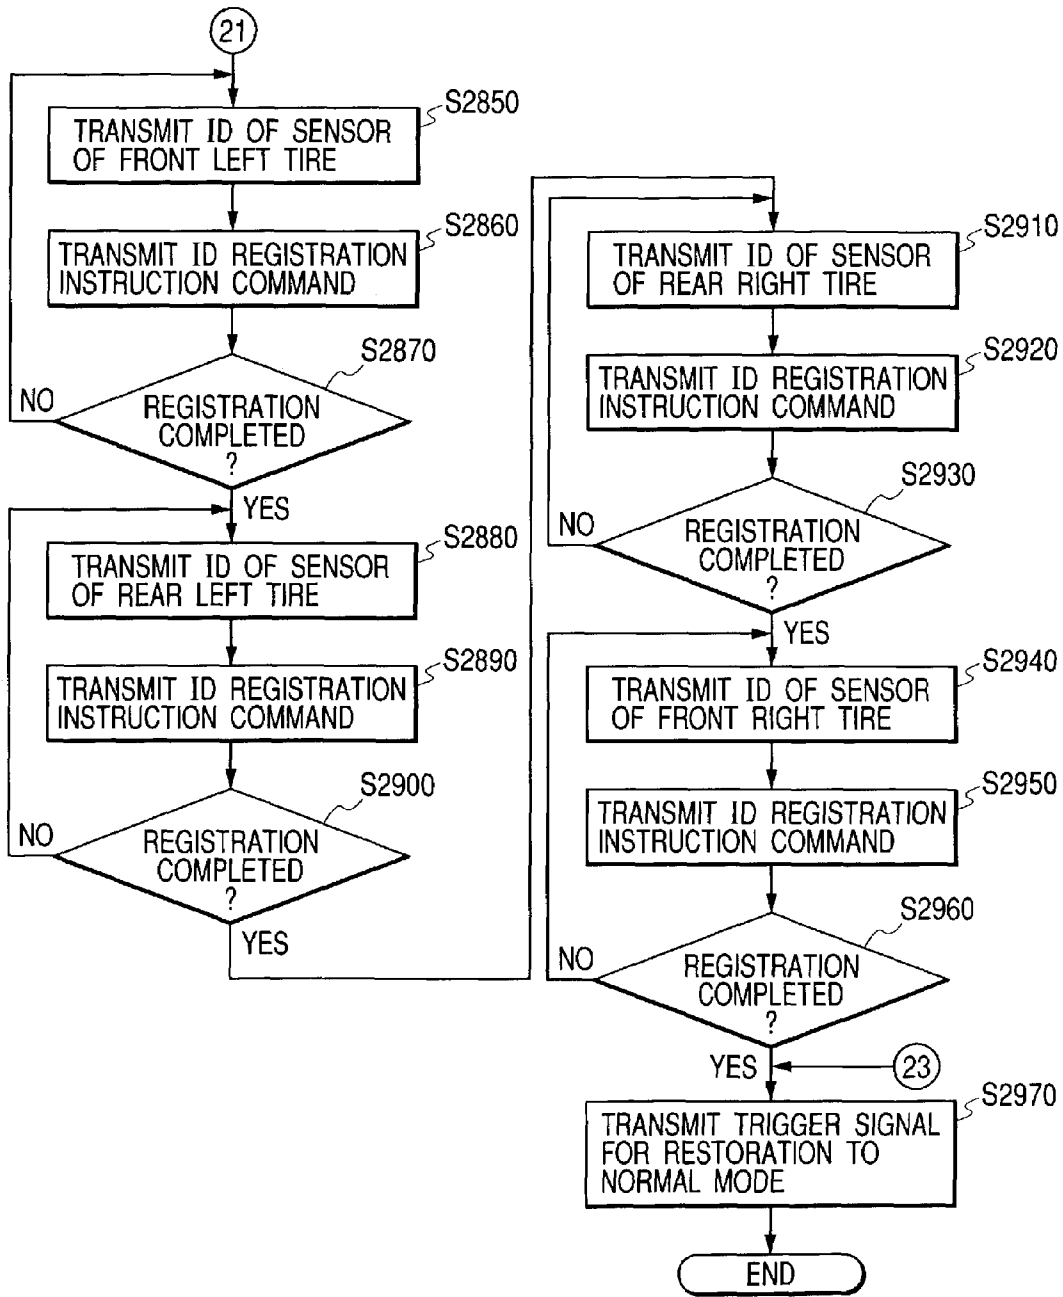 21
S2850
TRANSMIT ID OF SENSOR
OF FRONT LEFT TIRE
S2860
TRANSMIT ID REGISTRATION
INSTRUCTION COMMAND
S2870
NO
REGISTRATION
COMPLETED
?
YES
S2880
TRANSMIT ID OF SENSOR
OF REAR LEFT TIRE
S2890
TRANSMIT ID REGISTRATION
INSTRUCTION COMMAND
S2900
NO
REGISTRATION
COMPLETED
?
YES
S2910
TRANSMIT ID OF SENSOR
OF REAR RIGHT TIRE
S2920
TRANSMIT ID REGISTRATION
INSTRUCTION COMMAND
S2930
NO
REGISTRATION
COMPLETED
?
YES
S2940
TRANSMIT ID OF SENSOR
OF FRONT RIGHT TIRE
S2950
TRANSMIT ID REGISTRATION
INSTRUCTION COMMAND
S2960
NO
REGISTRATION
COMPLETED
?
YES
23
S2970
TRANSMIT TRIGGER SIGNAL
FOR RESTORATION TO
NORMAL MODE
END